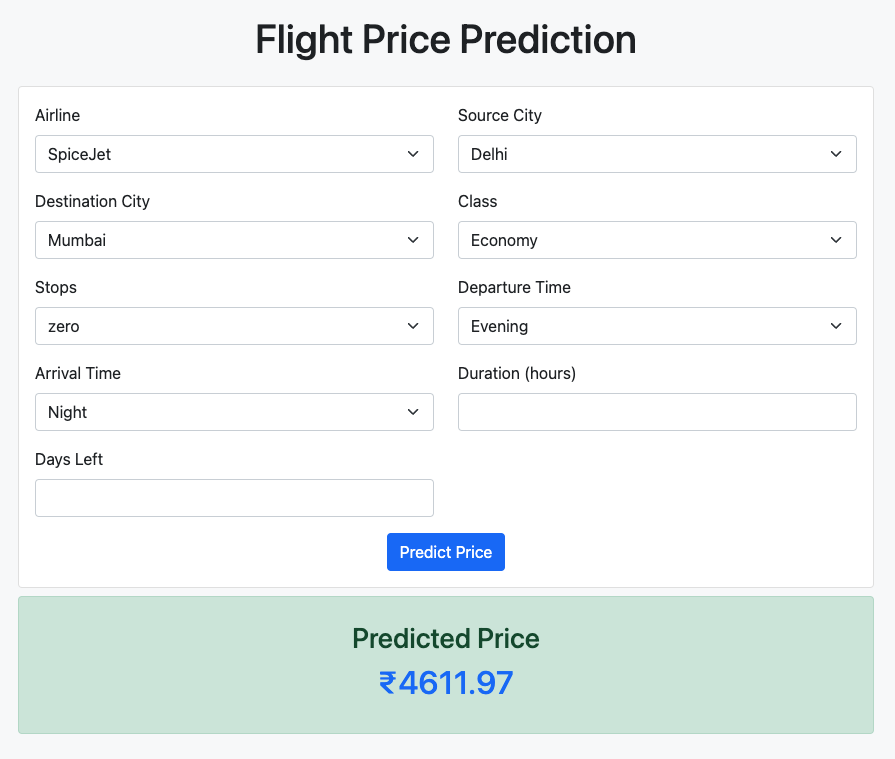 Flight Price Prediction
Airline
Source City
SpiceJet
Delhi
Destination City
Class
Mumbai
Economy
Stops
Departure Time
zero
Evening
Arrival Time
Duration (hours)
Night
Days Left
Predict Price
Predicted Price
₹4611.97